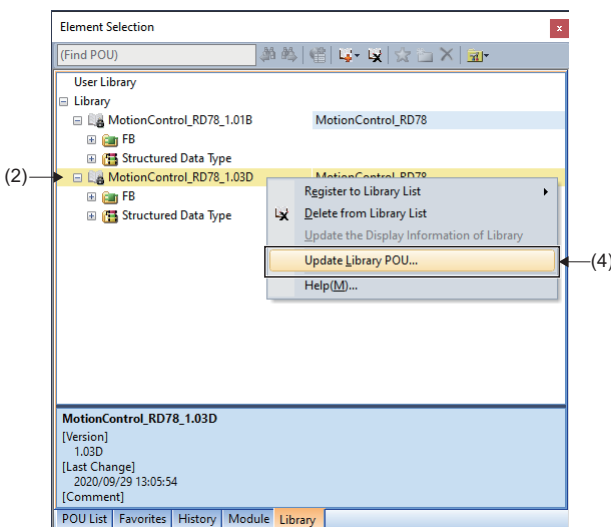 Element Selection
(Find POU)
User Library
Library
MotionControl_RD78_1.01B MotionControl_RD78
FB
Structured Data Type
(2) MotionControl_RD78_1.03D MotionControl_RD78
FB
Structured Data Type
Register to Library List
Delete from Library List
Update the Display Information of Library
Update Library POU... (4)
Help(M)...
MotionControl_RD78_1.03D
[Version]
1.03D
[Last Change]
2020/09/29 13:05:54
[Comment]
POU List Favorites History Module Library